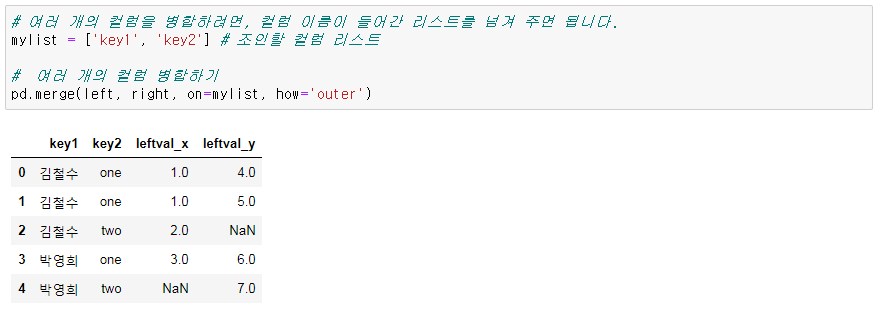 # 여러 개의 컬럼을 병합하려면, 컬럼 이름이 들어간 리스트를 넘겨 주면 됩니다.
mylist = ['key1', 'key2'] # 조인할 컬럼 리스트
#  여러 개의 컬럼 병합하기
pd.merge(left, right, on=mylist, how='outer')
key1 key2 leftval_x leftval_y
0 김철수 one 1.0 4.0
1 김철수 one 1.0 5.0
2 김철수 two 2.0 NaN
3 박영희 one 3.0 6.0
4 박영희 two NaN 7.0